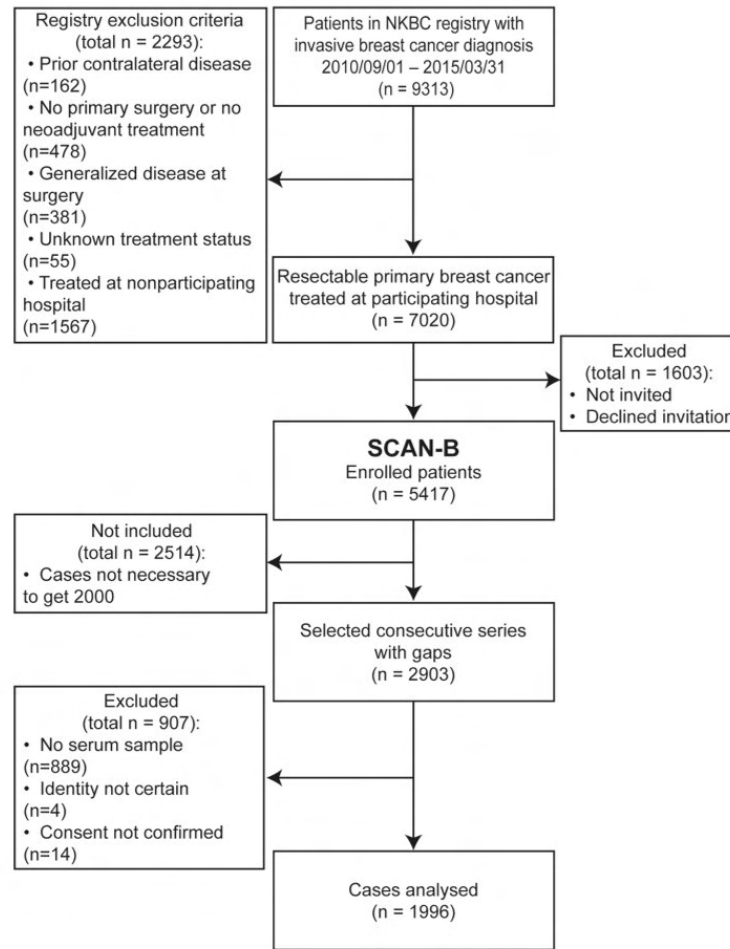 Registry exclusion criteria
(total n = 2293):
• Prior contralateral disease
(n=162)
• No primary surgery or no
neoadjuvant treatment
(n=478)
• Generalized disease at
surgery
(n=381)
• Unknown treatment status
(n=55)
• Treated at nonparticipating
hospital
(n=1567)
Patients in NKBC registry with
invasive breast cancer diagnosis
2010/09/01 – 2015/03/31
(n = 9313)
Resectable primary breast cancer
treated at participating hospital
(n = 7020)
Excluded
(total n = 1603):
• Not invited
• Declined invitation
SCAN-B
Enrolled patients
(n = 5417)
Not included
(total n = 2514):
• Cases not necessary
to get 2000
Selected consecutive series
with gaps
(n = 2903)
Excluded
(total n = 907):
• No serum sample
(n=889)
• Identity not certain
(n=4)
• Consent not confirmed
(n=14)
Cases analysed
(n = 1996)